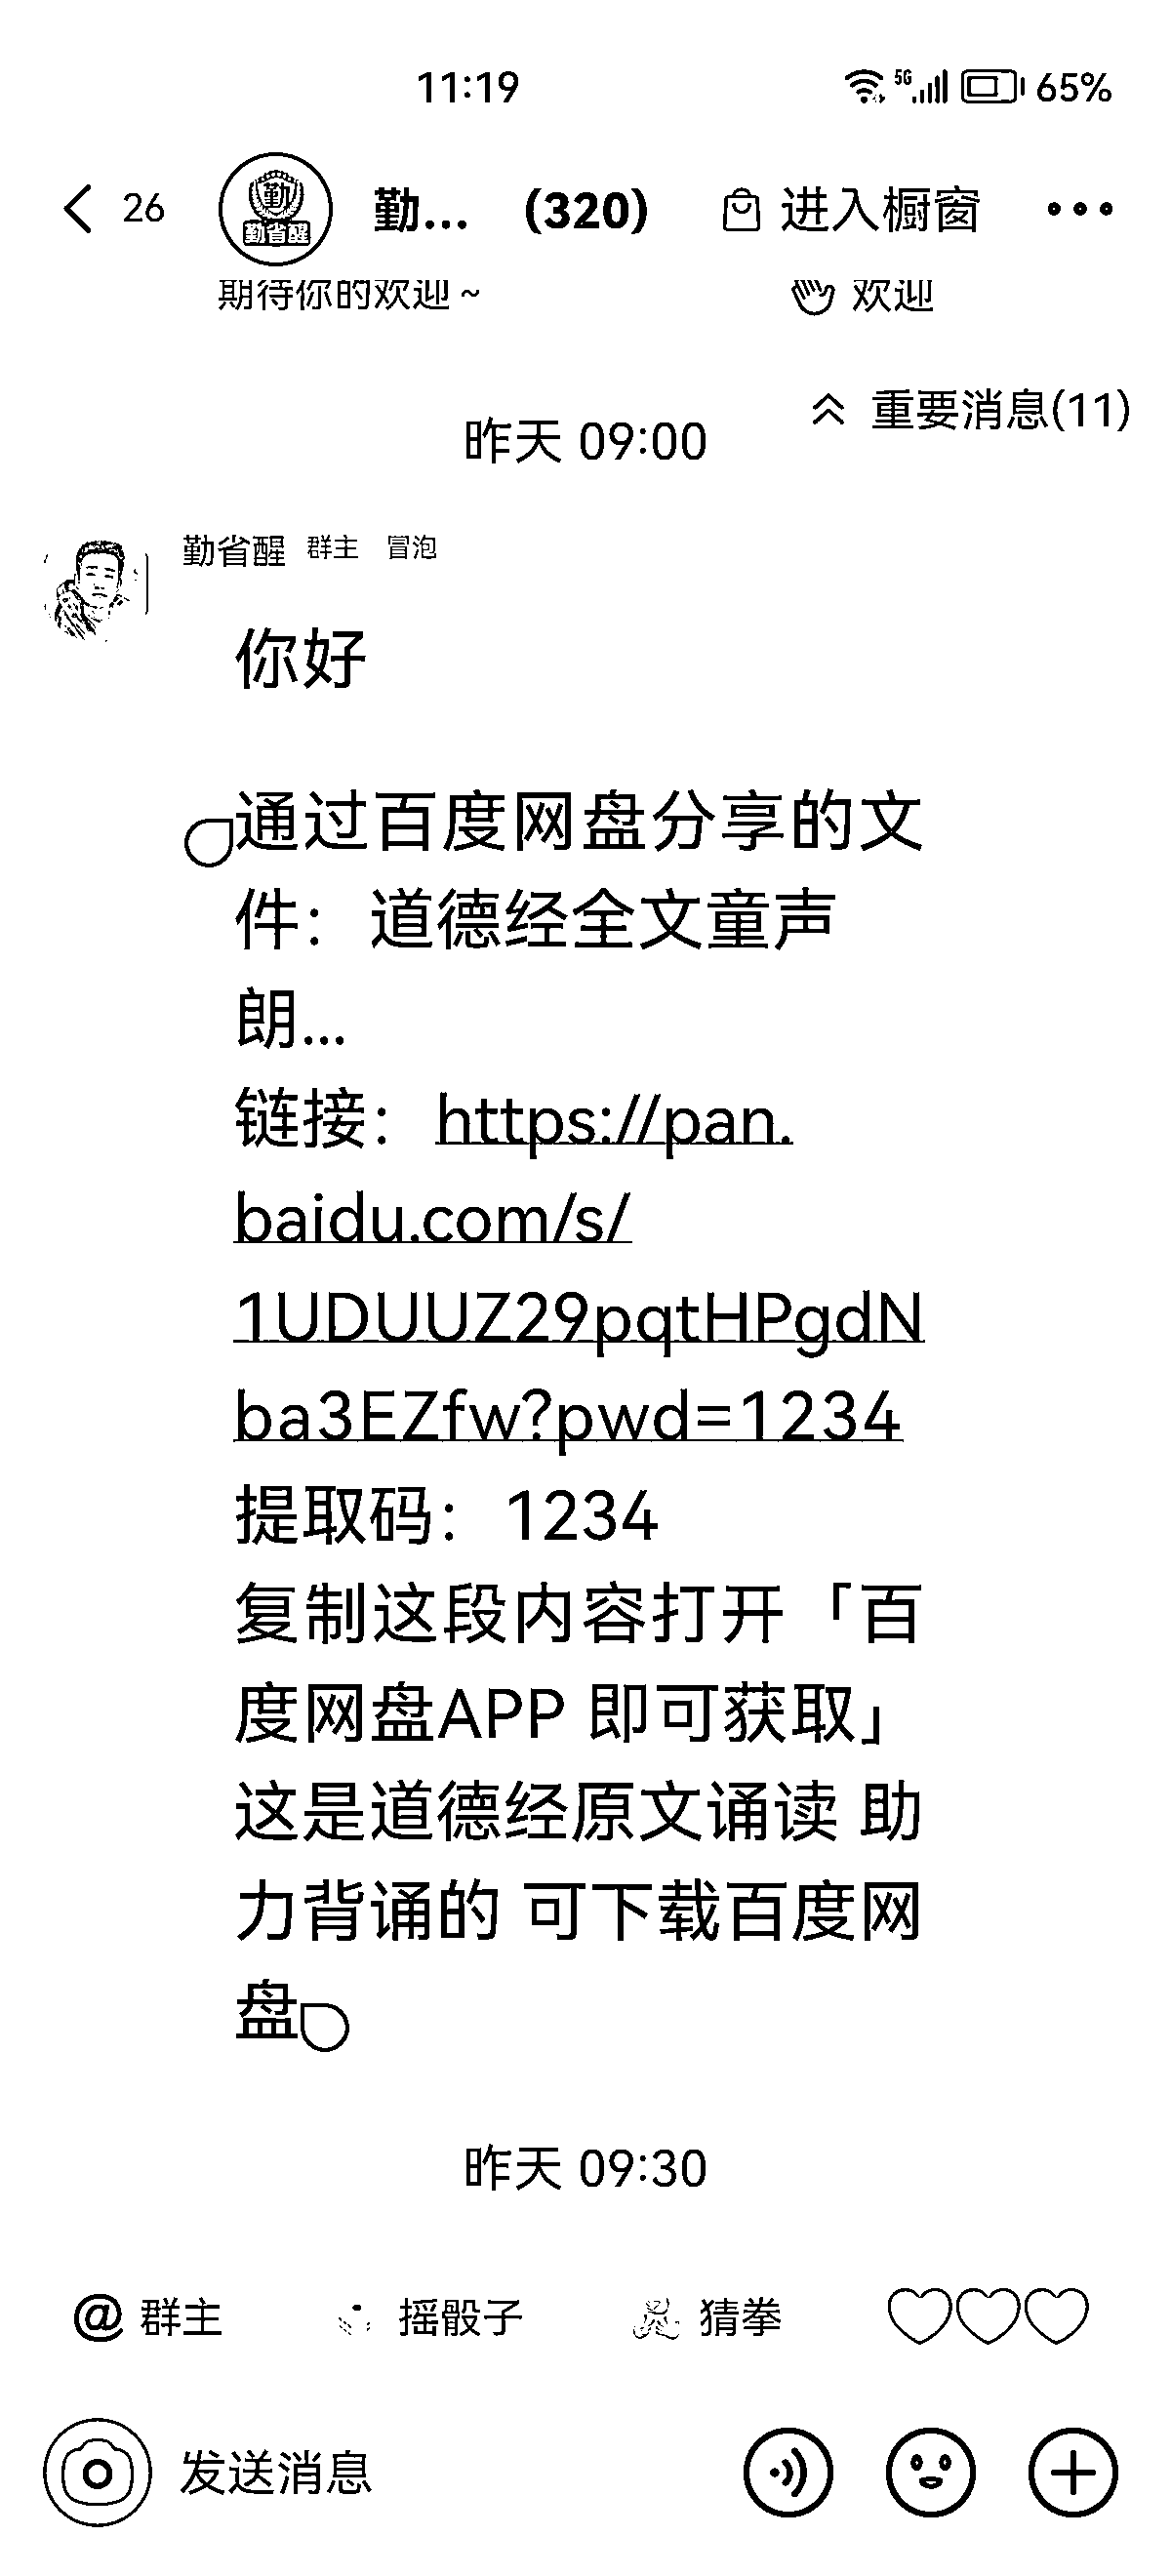 11:19 5G 65%
26 勤省醒 勤... (320) 进入橱窗
期待你的欢迎~ 欢迎
重要消息(11)
昨天 09:00
勤省醒 群主 冒泡
你好
通过百度网盘分享的文
件：道德经全文童声
朗...
链接：https://pan.
baidu.com/s/
1UDUUZ29pqtHPgdN
ba3EZfw?pwd=1234
提取码：1234
复制这段内容打开「百
度网盘APP 即可获取」
这是道德经原文诵读 助
力背诵的 可下载百度网
盘
昨天 09:30
@ 群主 摇骰子 猜拳
发送消息